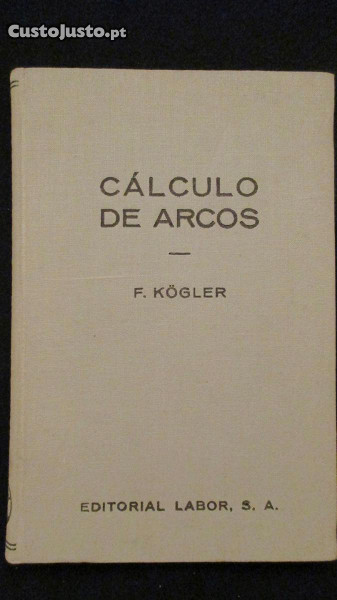 CustoJusto.pt
CÁLCULO
DE ARCOS
F. KÖGLER
EDITORIAL LABOR, S. A.